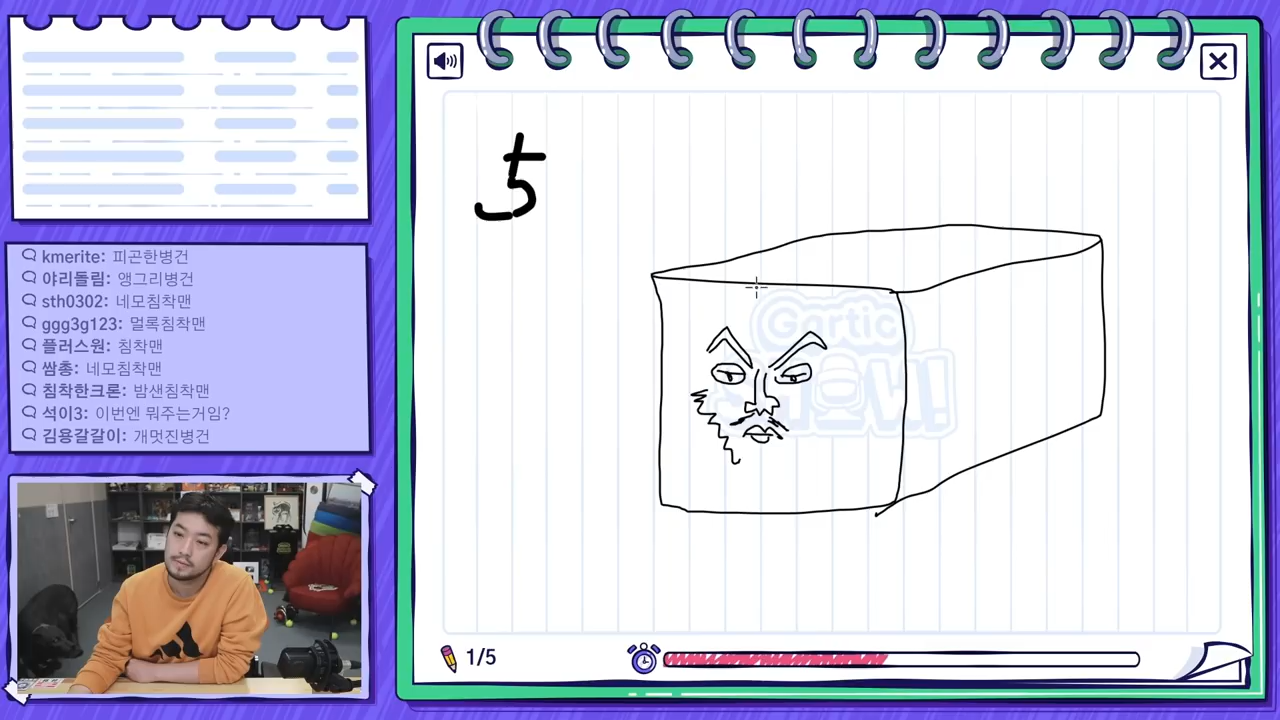 5
kmerite: 피곤한병건
야리돌림: 앵그리병건
sth0302: 네모침착맨
ggg3g123: 멀록침착맨
플러스원: 침착맨
쌈총: 네모침착맨
침착한크론: 밤샌침착맨
석이3: 이번엔 뭐주는거임?
김용갈갈이: 개멋진병건
Gartic
SHOW!
1/5